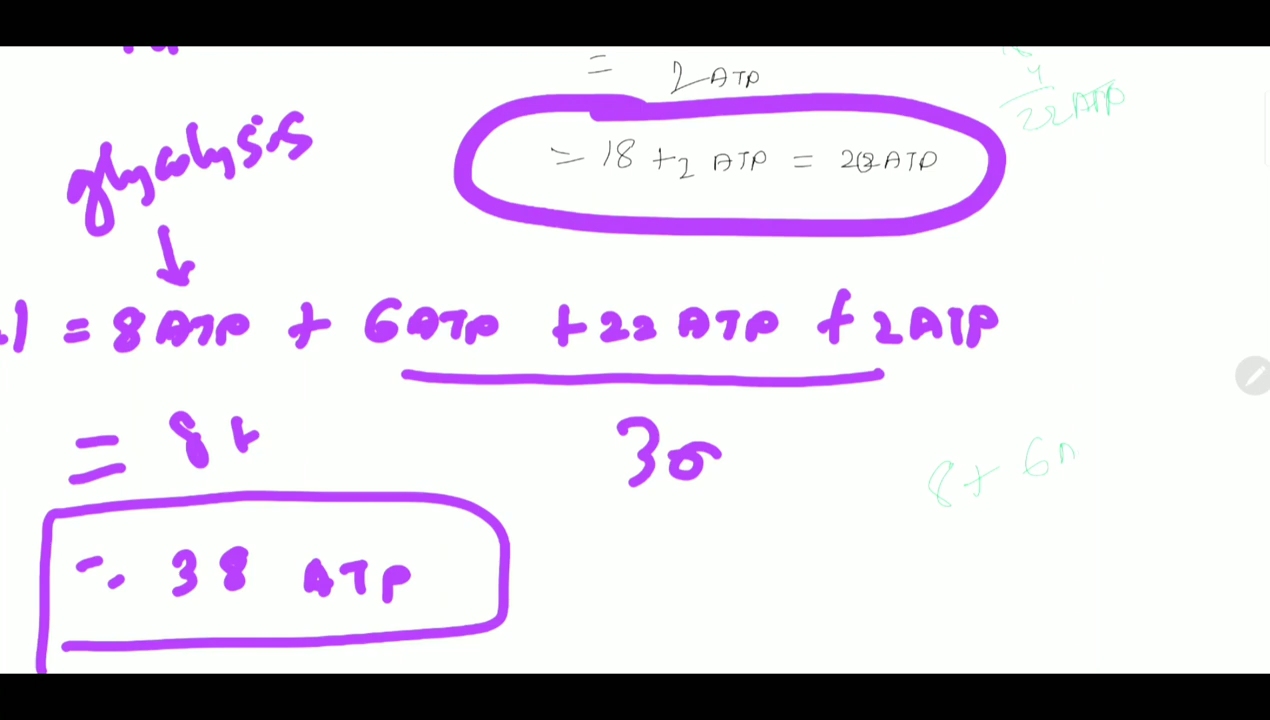 = 2 ATP
4
22 ATP
glycolysis
= 18 + 2 ATP = 20 ATP
= 8 ATP + 6 ATP + 22 ATP + 2 ATP
= 8 + 30
8 + 6
= 38 ATP